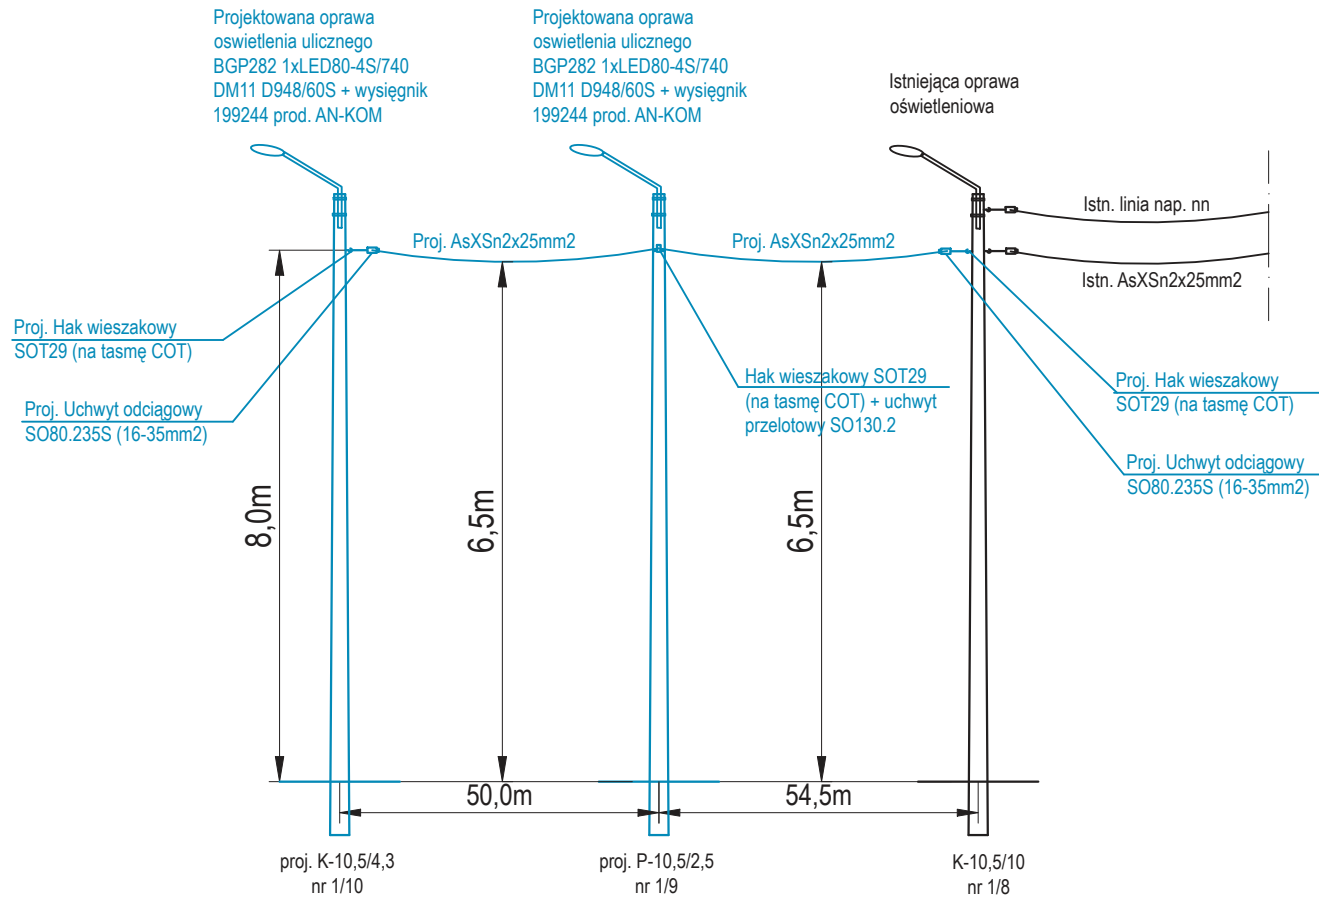 Projektowana oprawa
oswietlenia ulicznego
BGP282 1xLED80-4S/740
DM11 D948/60S + wysięgnik
199244 prod. AN-KOM
Projektowana oprawa
oswietlenia ulicznego
BGP282 1xLED80-4S/740
DM11 D948/60S + wysięgnik
199244 prod. AN-KOM
Istniejąca oprawa
oświetleniowa
Istn. linia nap. nn
Proj. AsXSn2x25mm2
Proj. AsXSn2x25mm2
Istn. AsXSn2x25mm2
Proj. Hak wieszakowy
SOT29 (na tasmę COT)
Proj. Uchwyt odciągowy
SO80.235S (16-35mm2)
Hak wieszakowy SOT29
(na tasmę COT) + uchwyt
przelotowy SO130.2
Proj. Hak wieszakowy
SOT29 (na tasmę COT)
Proj. Uchwyt odciągowy
SO80.235S (16-35mm2)
8,0m
6,5m
6,5m
50,0m
54,5m
proj. K-10,5/4,3
nr 1/10
proj. P-10,5/2,5
nr 1/9
K-10,5/10
nr 1/8